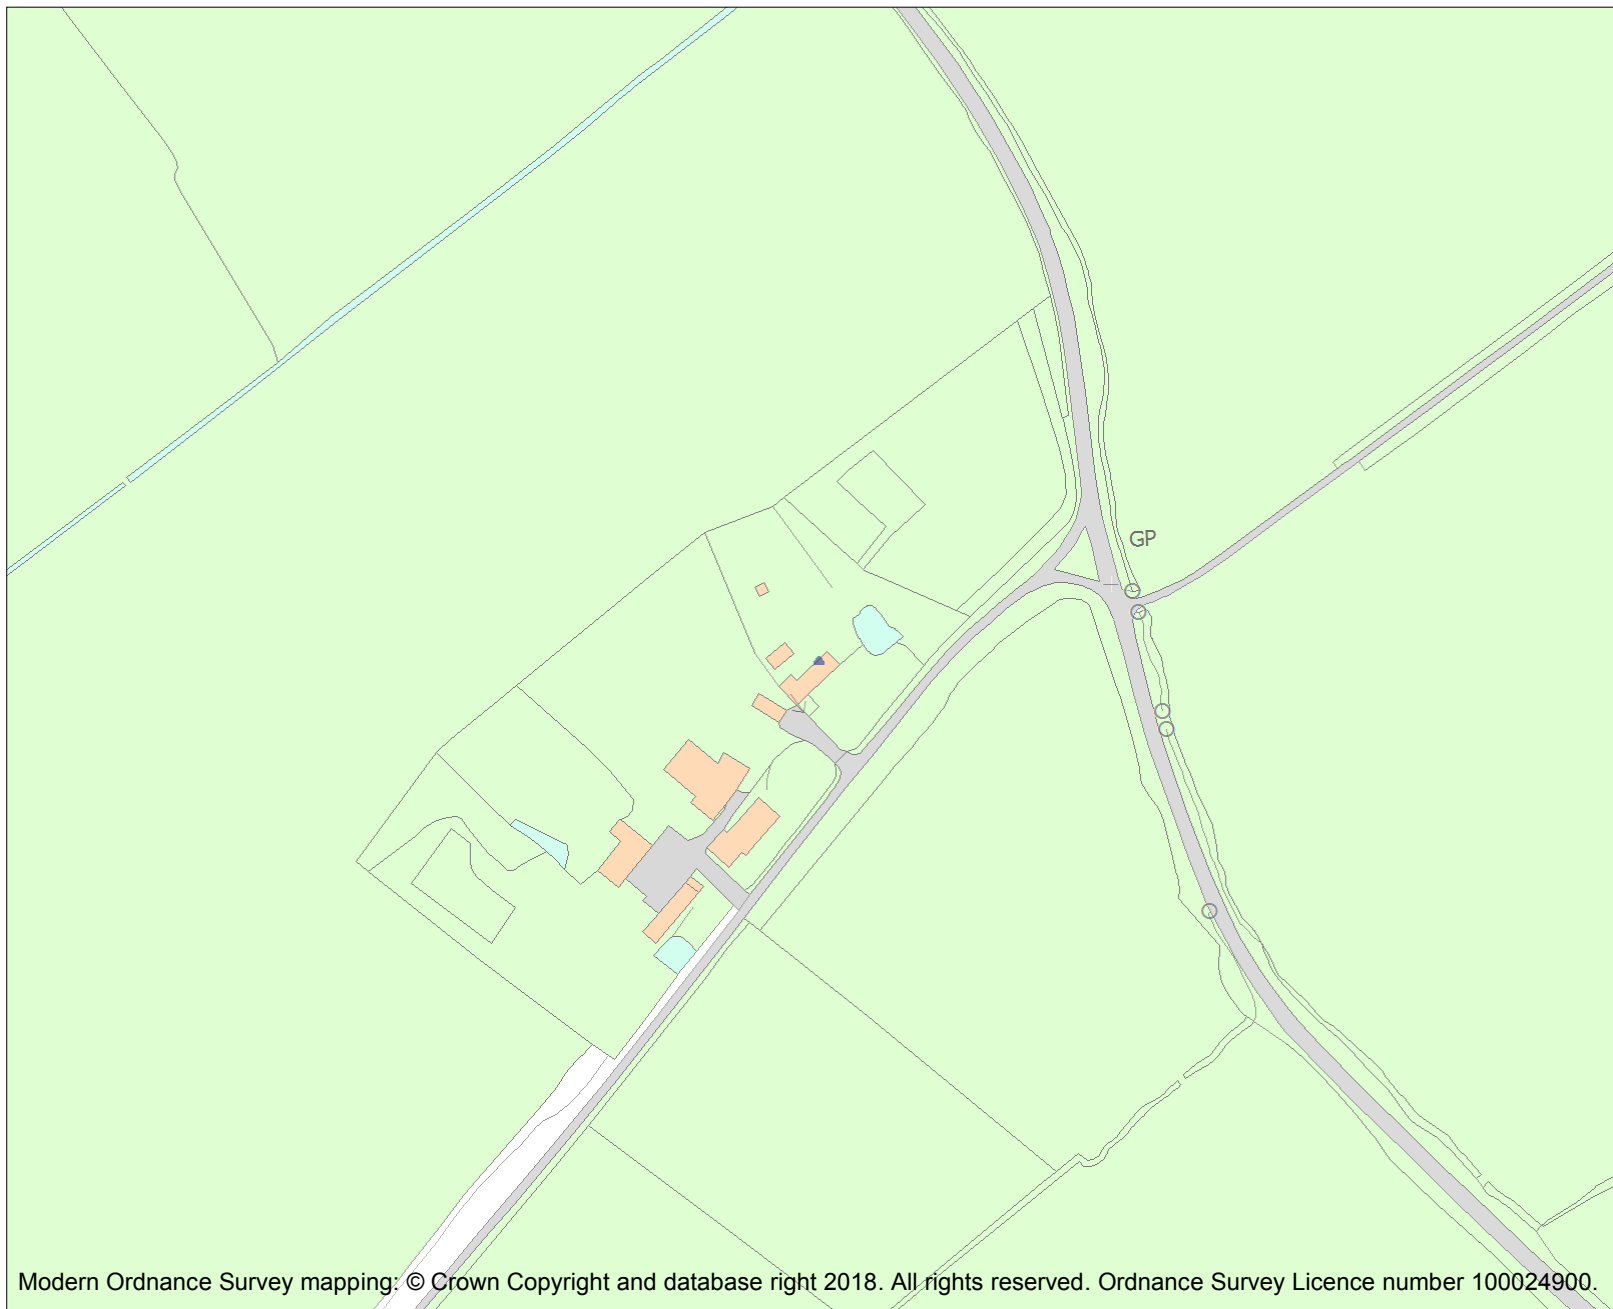 GP
Modern Ordnance Survey mapping: © Crown Copyright and database right 2018. All rights reserved. Ordnance Survey Licence number 100024900.